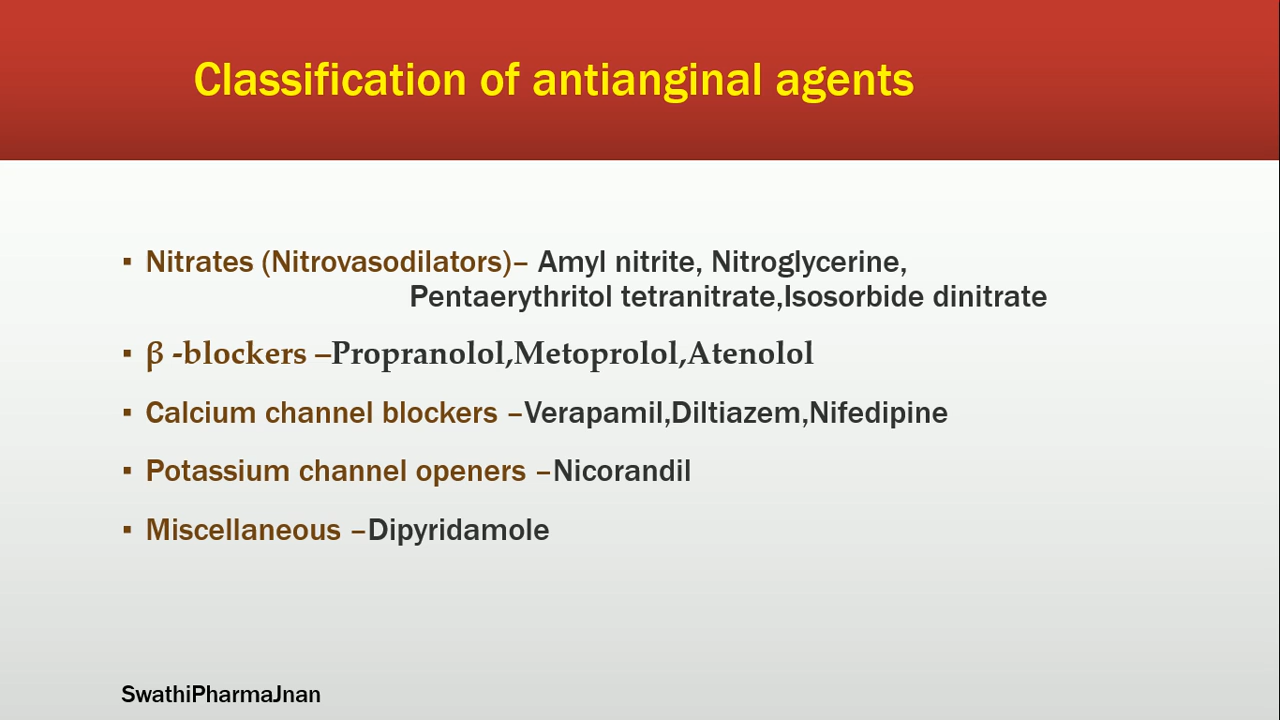 Classification of antianginal agents
▪ Nitrates (Nitrovasodilators)– Amyl nitrite, Nitroglycerine,
Pentaerythritol tetranitrate,Isosorbide dinitrate
▪ β -blockers –Propranolol,Metoprolol,Atenolol
▪ Calcium channel blockers –Verapamil,Diltiazem,Nifedipine
▪ Potassium channel openers –Nicorandil
▪ Miscellaneous –Dipyridamole
SwathiPharmaJnan